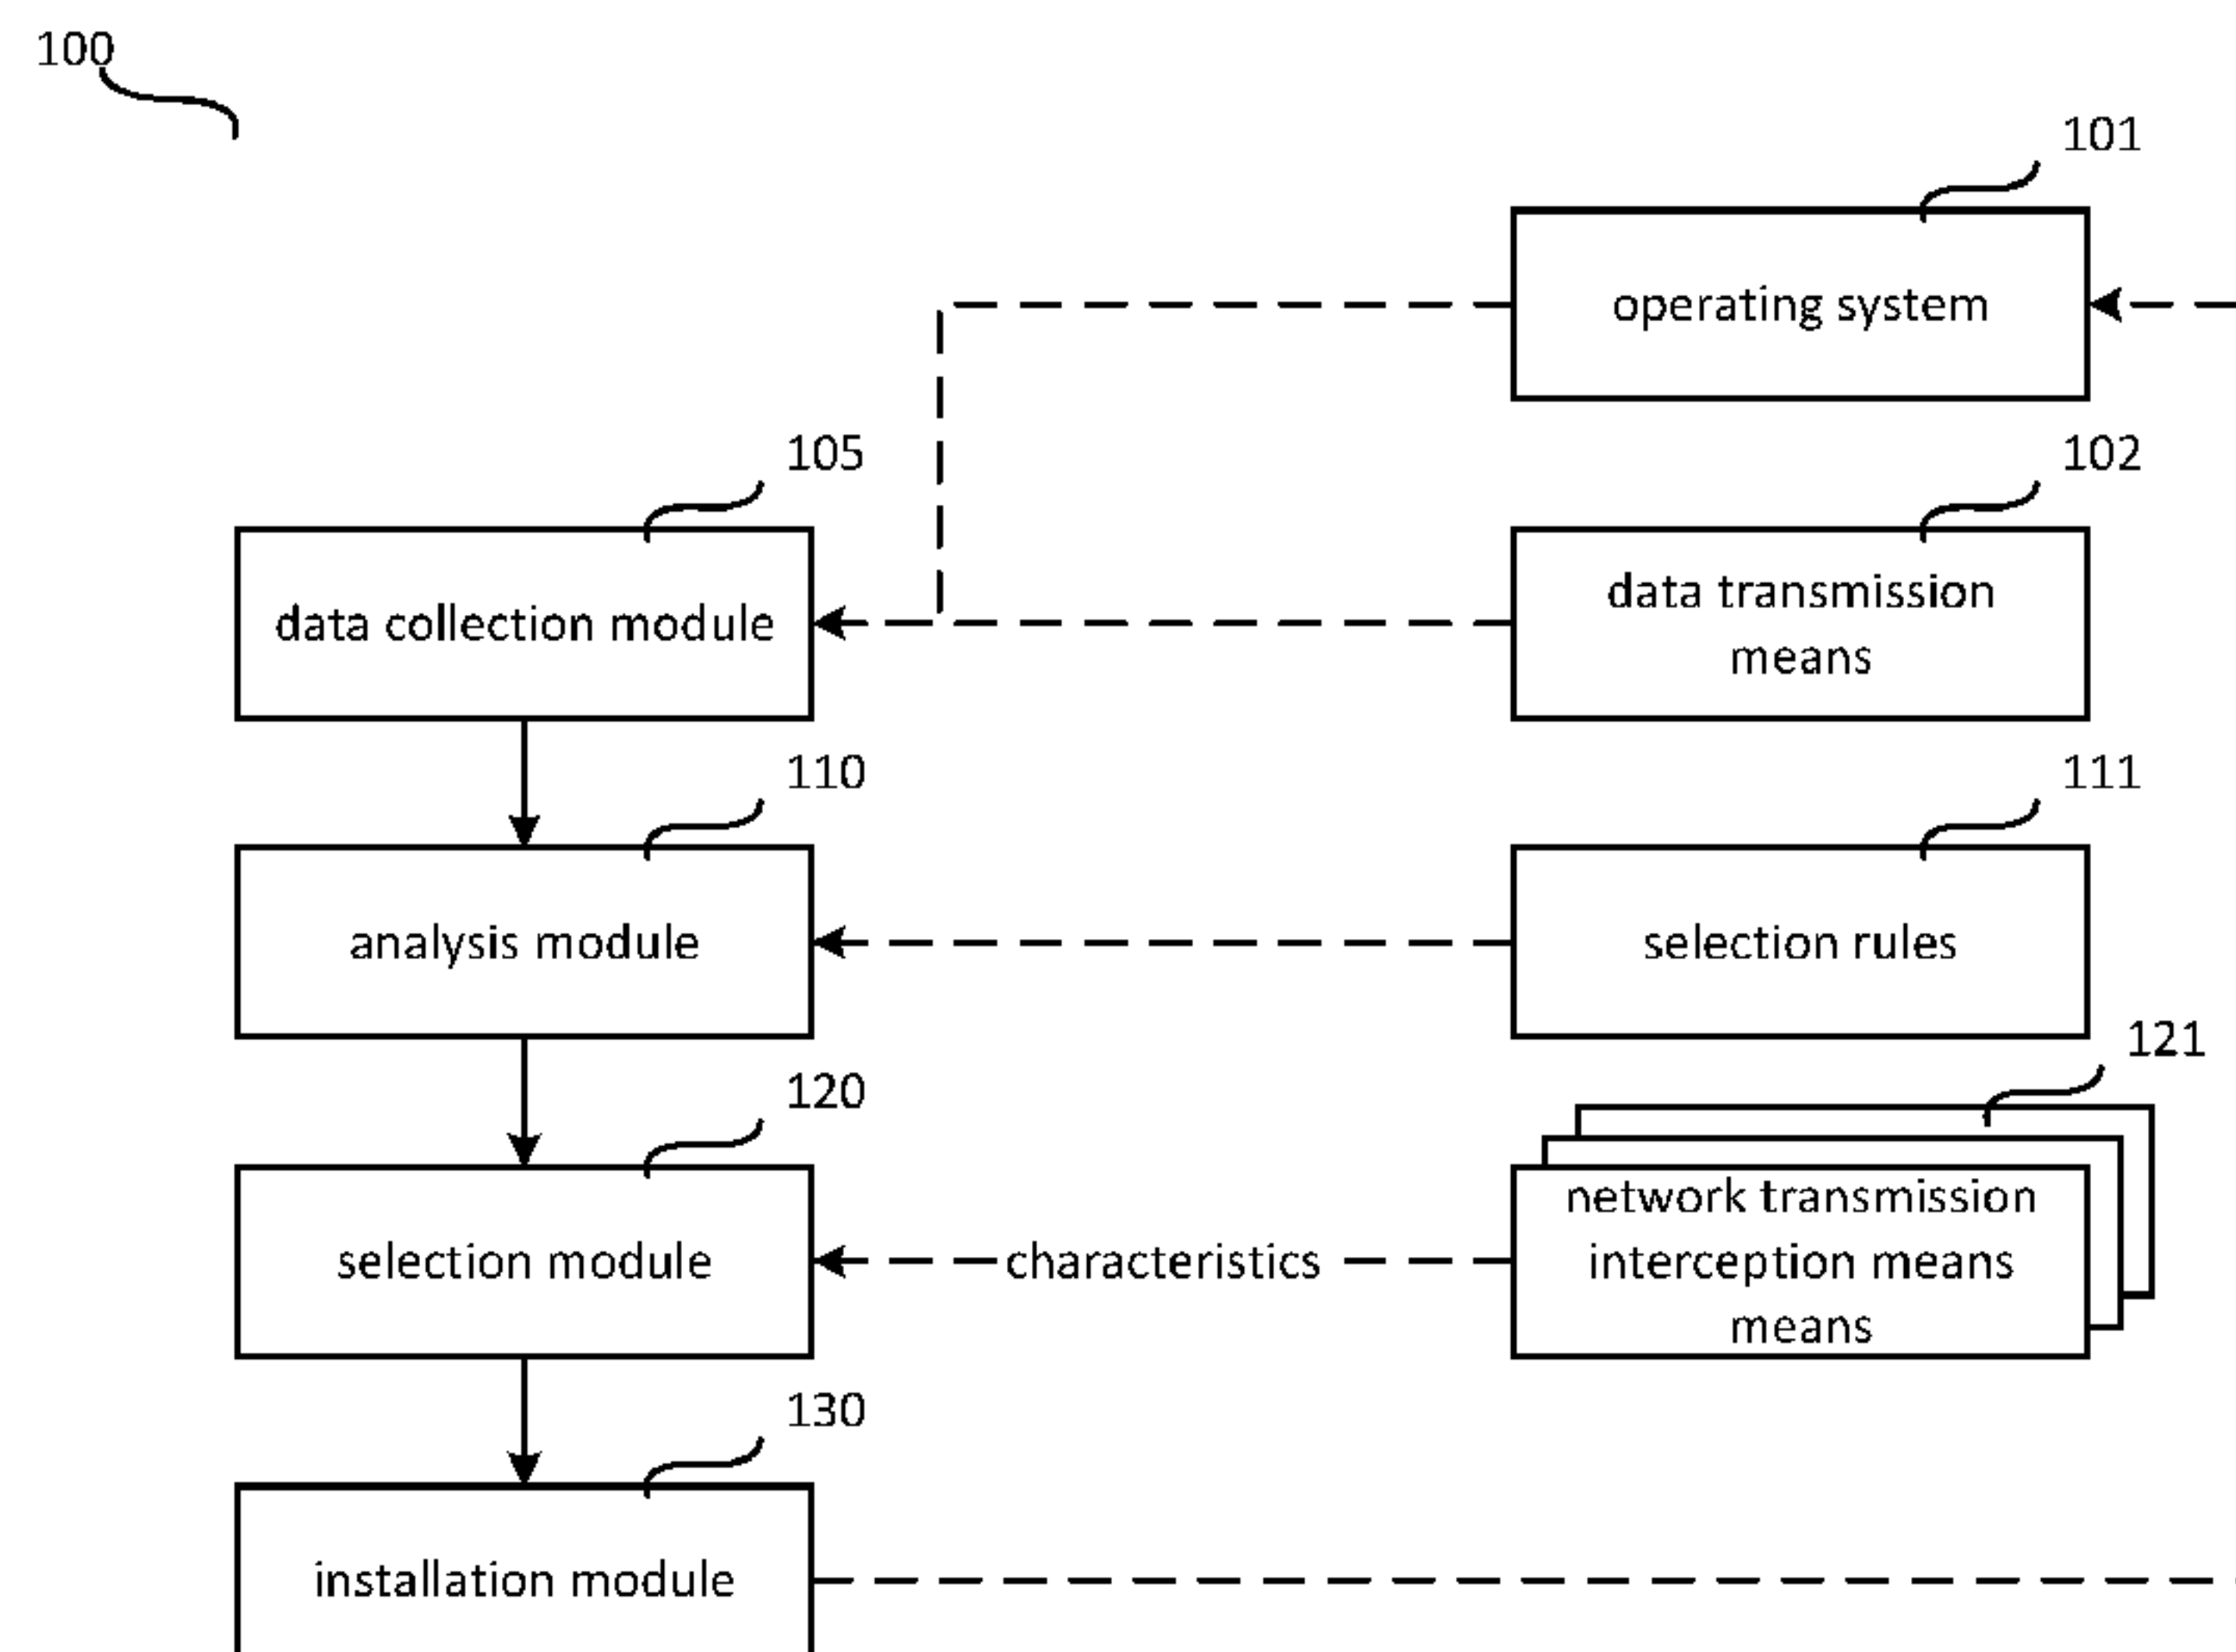 100
101
operating system
105
102
data collection module
data transmission
means
110
111
analysis module
selection rules
121
120
selection module
characteristics
network transmission
interception means
means
130
installation module